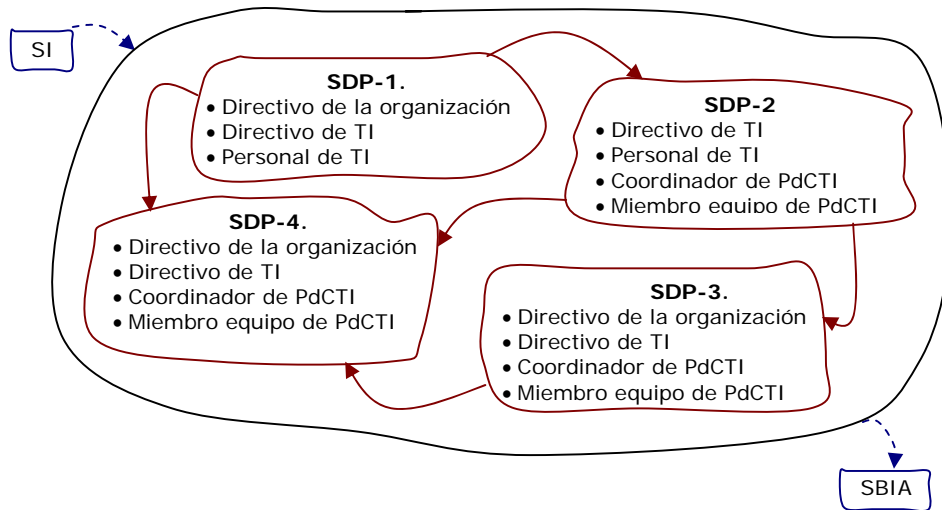 SI
SDP-1.
• Directivo de la organización
• Directivo de TI
• Personal de TI
SDP-2
• Directivo de TI
• Personal de TI
• Coordinador de PdCTI
• Miembro equipo de PdCTI
SDP-4.
• Directivo de la organización
• Directivo de TI
• Coordinador de PdCTI
• Miembro equipo de PdCTI
SDP-3.
• Directivo de la organización
• Directivo de TI
• Coordinador de PdCTI
• Miembro equipo de PdCTI
SBIA